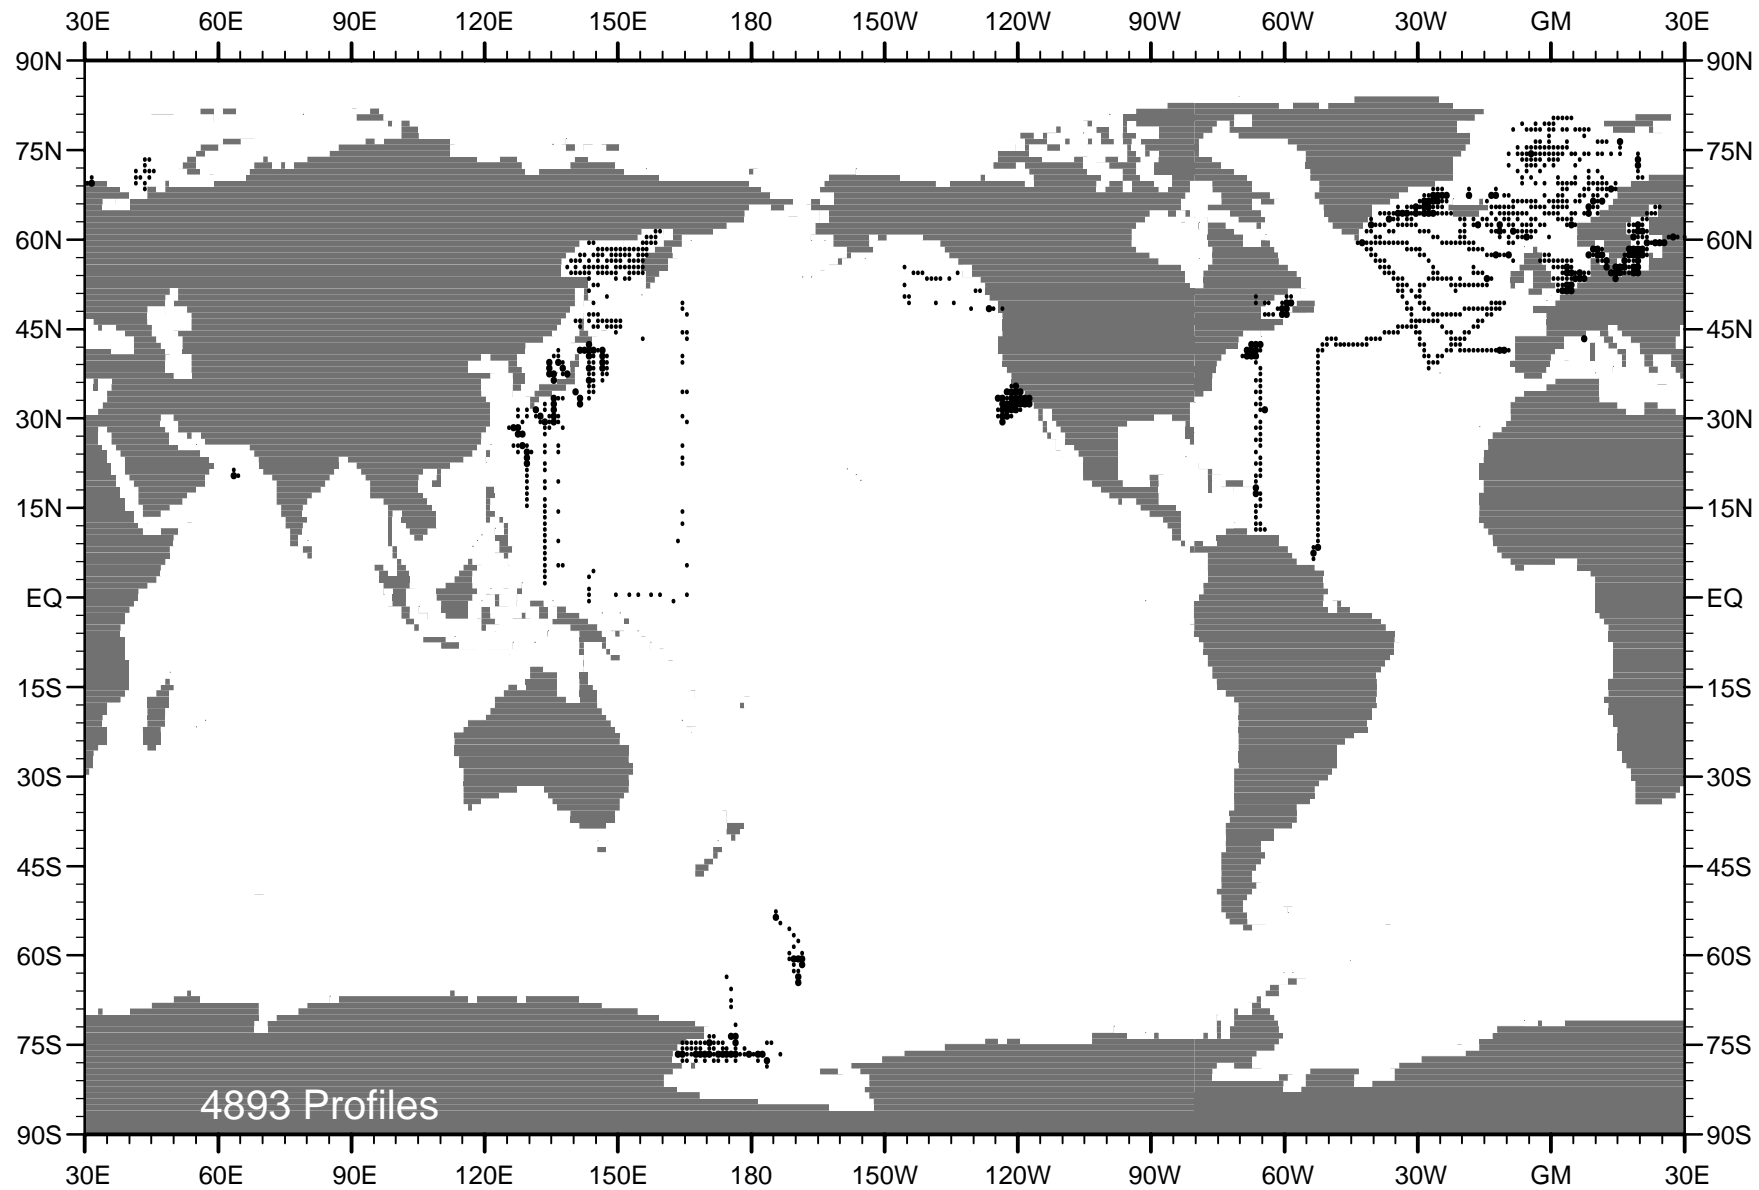 30E 60E 90E 120E 150E 180 150W 120W 90W 60W 30W GM 30E
90N 90N
75N 75N
60N 60N
45N 45N
30N 30N
15N 15N
EQ EQ
15S 15S
30S 30S
45S 45S
60S 60S
75S 75S
4893 Profiles
90S 90S
30E 60E 90E 120E 150E 180 150W 120W 90W 60W 30W GM 30E